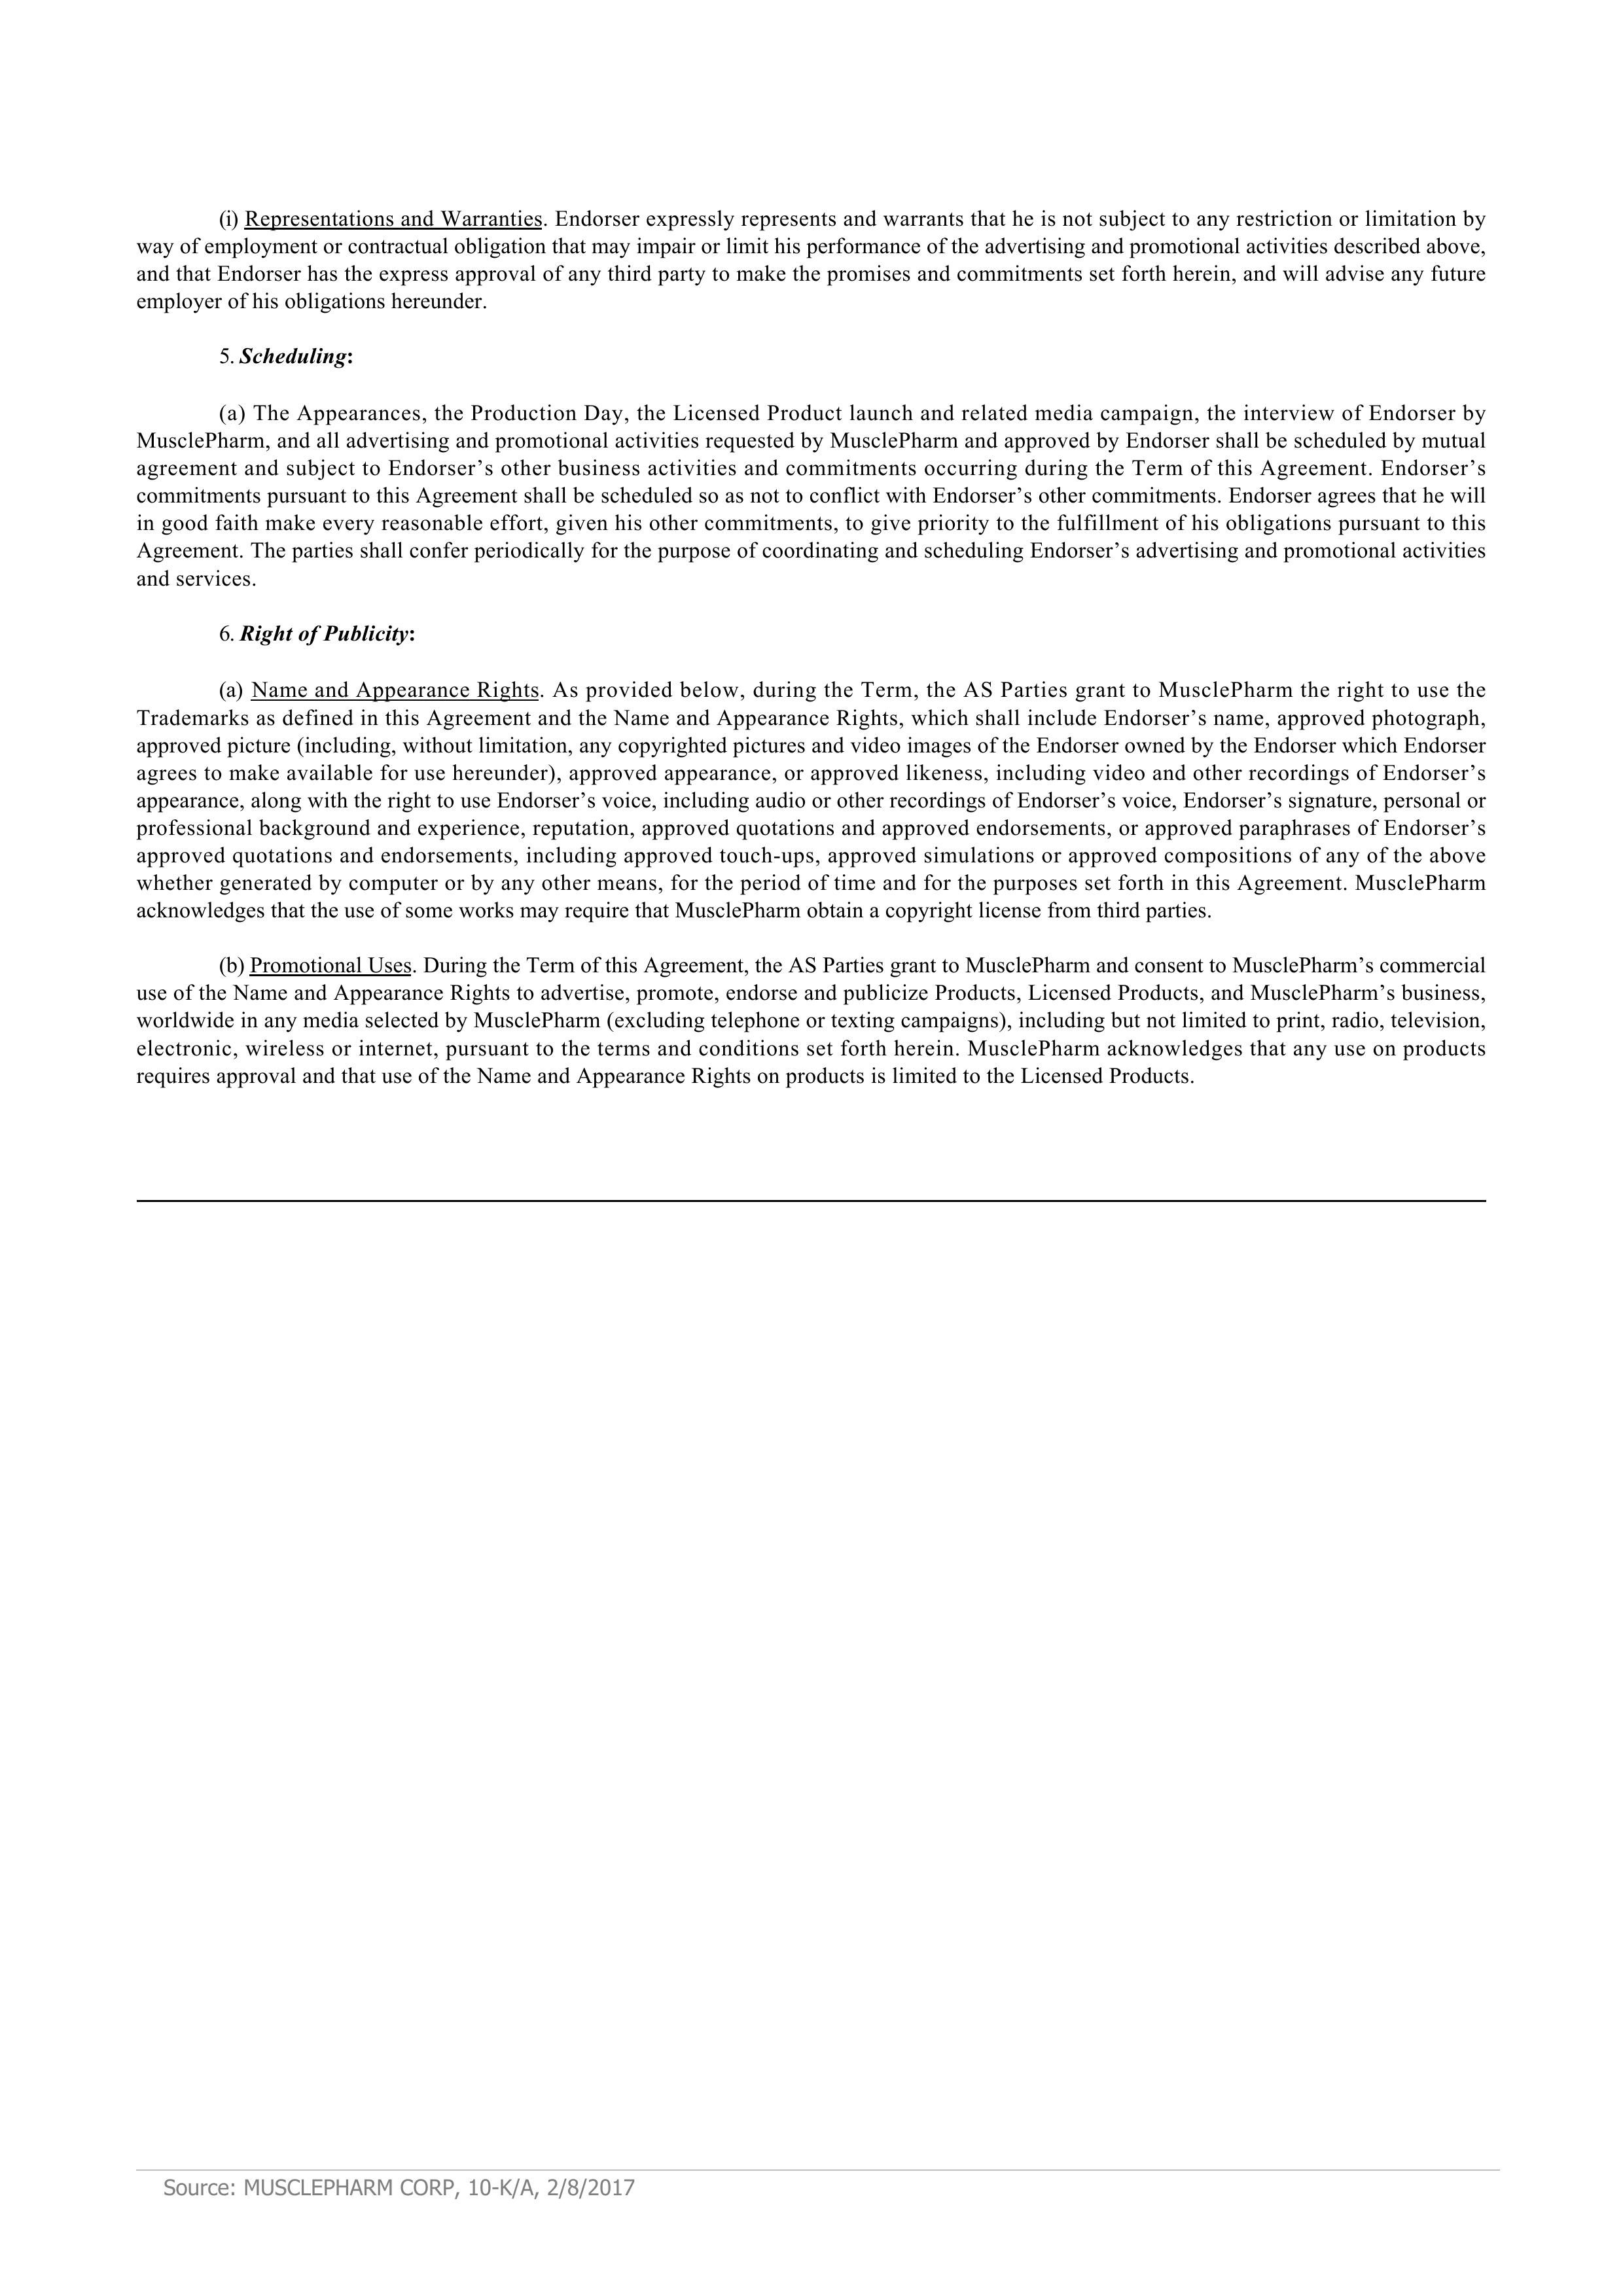 (i) Representations and Warranties. Endorser expressly represents and warrants that he is not subject to any restriction or limitation by
way of employment or contractual obligation that may impair or limit his performance of the advertising and promotional activities described above,
and that Endorser has the express approval of any third party to make the promises and commitments set forth herein, and will advise any future
employer of his obligations hereunder.
5. Scheduling:
(a) The Appearances, the Production Day, the Licensed Product launch and related media campaign, the interview of Endorser by
MusclePharm, and all advertising and promotional activities requested by MusclePharm and approved by Endorser shall be scheduled by mutual
agreement and subject to Endorser’s other business activities and commitments occurring during the Term of this Agreement. Endorser’s
commitments pursuant to this Agreement shall be scheduled so as not to conflict with Endorser’s other commitments. Endorser agrees that he will
in good faith make every reasonable effort, given his other commitments, to give priority to the fulfillment of his obligations pursuant to this
Agreement. The parties shall confer periodically for the purpose of coordinating and scheduling Endorser’s advertising and promotional activities
and services.
6. Right of Publicity:
(a) Name and Appearance Rights. As provided below, during the Term, the AS Parties grant to MusclePharm the right to use the
Trademarks as defined in this Agreement and the Name and Appearance Rights, which shall include Endorser’s name, approved photograph,
approved picture (including, without limitation, any copyrighted pictures and video images of the Endorser owned by the Endorser which Endorser
agrees to make available for use hereunder), approved appearance, or approved likeness, including video and other recordings of Endorser’s
appearance, along with the right to use Endorser’s voice, including audio or other recordings of Endorser’s voice, Endorser’s signature, personal or
professional background and experience, reputation, approved quotations and approved endorsements, or approved paraphrases of Endorser’s
approved quotations and endorsements, including approved touch-ups, approved simulations or approved compositions of any of the above
whether generated by computer or by any other means, for the period of time and for the purposes set forth in this Agreement. MusclePharm
acknowledges that the use of some works may require that MusclePharm obtain a copyright license from third parties.
(b) Promotional Uses. During the Term of this Agreement, the AS Parties grant to MusclePharm and consent to MusclePharm’s commercial
use of the Name and Appearance Rights to advertise, promote, endorse and publicize Products, Licensed Products, and MusclePharm’s business,
worldwide in any media selected by MusclePharm (excluding telephone or texting campaigns), including but not limited to print, radio, television,
electronic, wireless or internet, pursuant to the terms and conditions set forth herein. MusclePharm acknowledges that any use on products
requires approval and that use of the Name and Appearance Rights on products is limited to the Licensed Products.
Source: MUSCLEPHARM CORP, 10-K/A, 2/8/2017